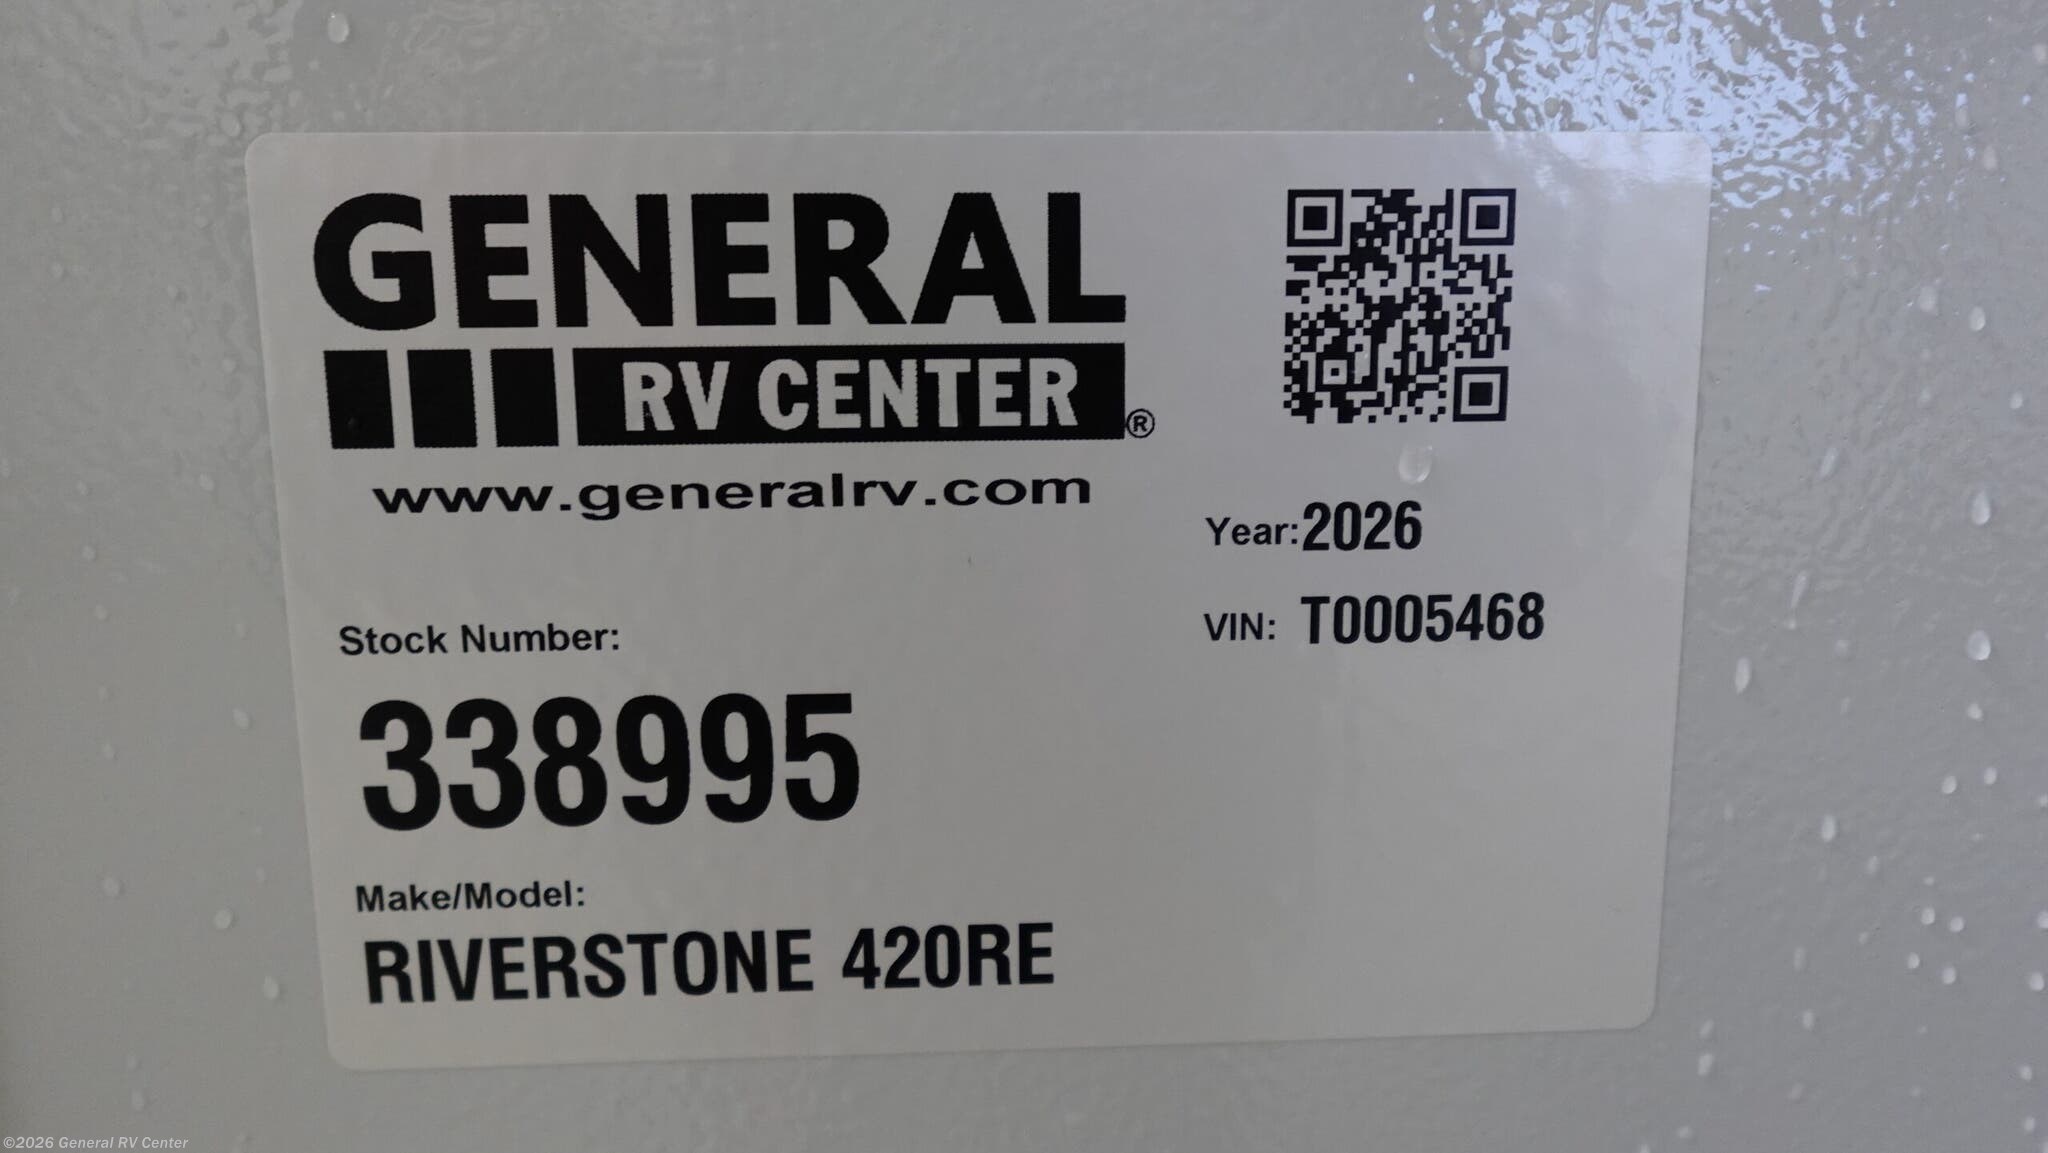 GENERAL
RV CENTER®
www.generalrv.com
Year:2026
VIN: T0005468
Stock Number:
338995
Make/Model:
RIVERSTONE 420RE
©2026 General RV Center